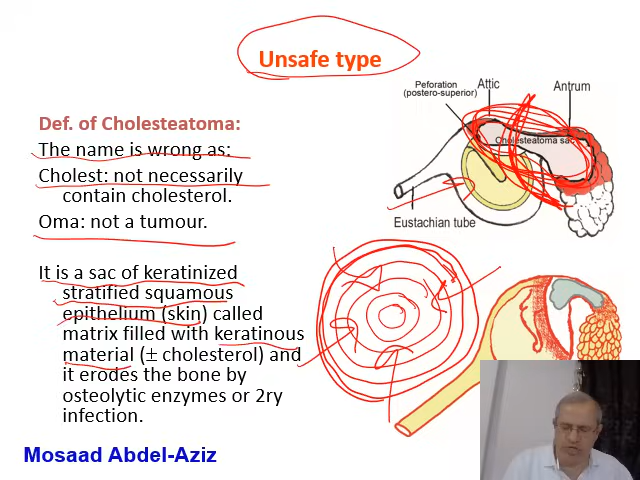 Unsafe type
Def. of Cholesteatoma:
The name is wrong as:
Cholest: not necessarily
contain cholesterol.
Oma: not a tumour.
It is a sac of keratinized
stratified squamous
epithelium (skin) called
matrix filled with keratinous
material (± cholesterol) and
it erodes the bone by
osteolytic enzymes or 2ry
infection.
Mosaad Abdel-Aziz
Peforation
(postero-superior)
Attic
Antrum
Cholesteatoma sac
Eustachian tube